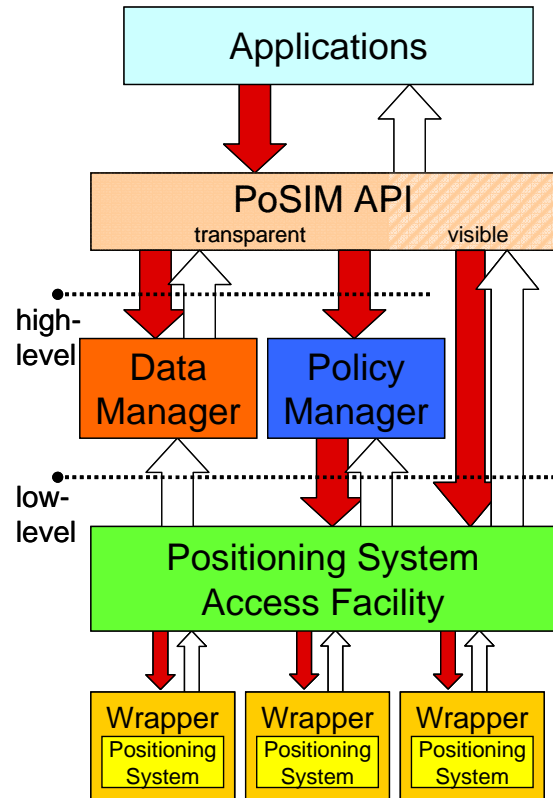 Applications
PoSIM API
transparent visible
high-
level
Data
Manager
Policy
Manager
low-
level
Positioning System
Access Facility
Wrapper
Positioning
System
Wrapper
Positioning
System
Wrapper
Positioning
System